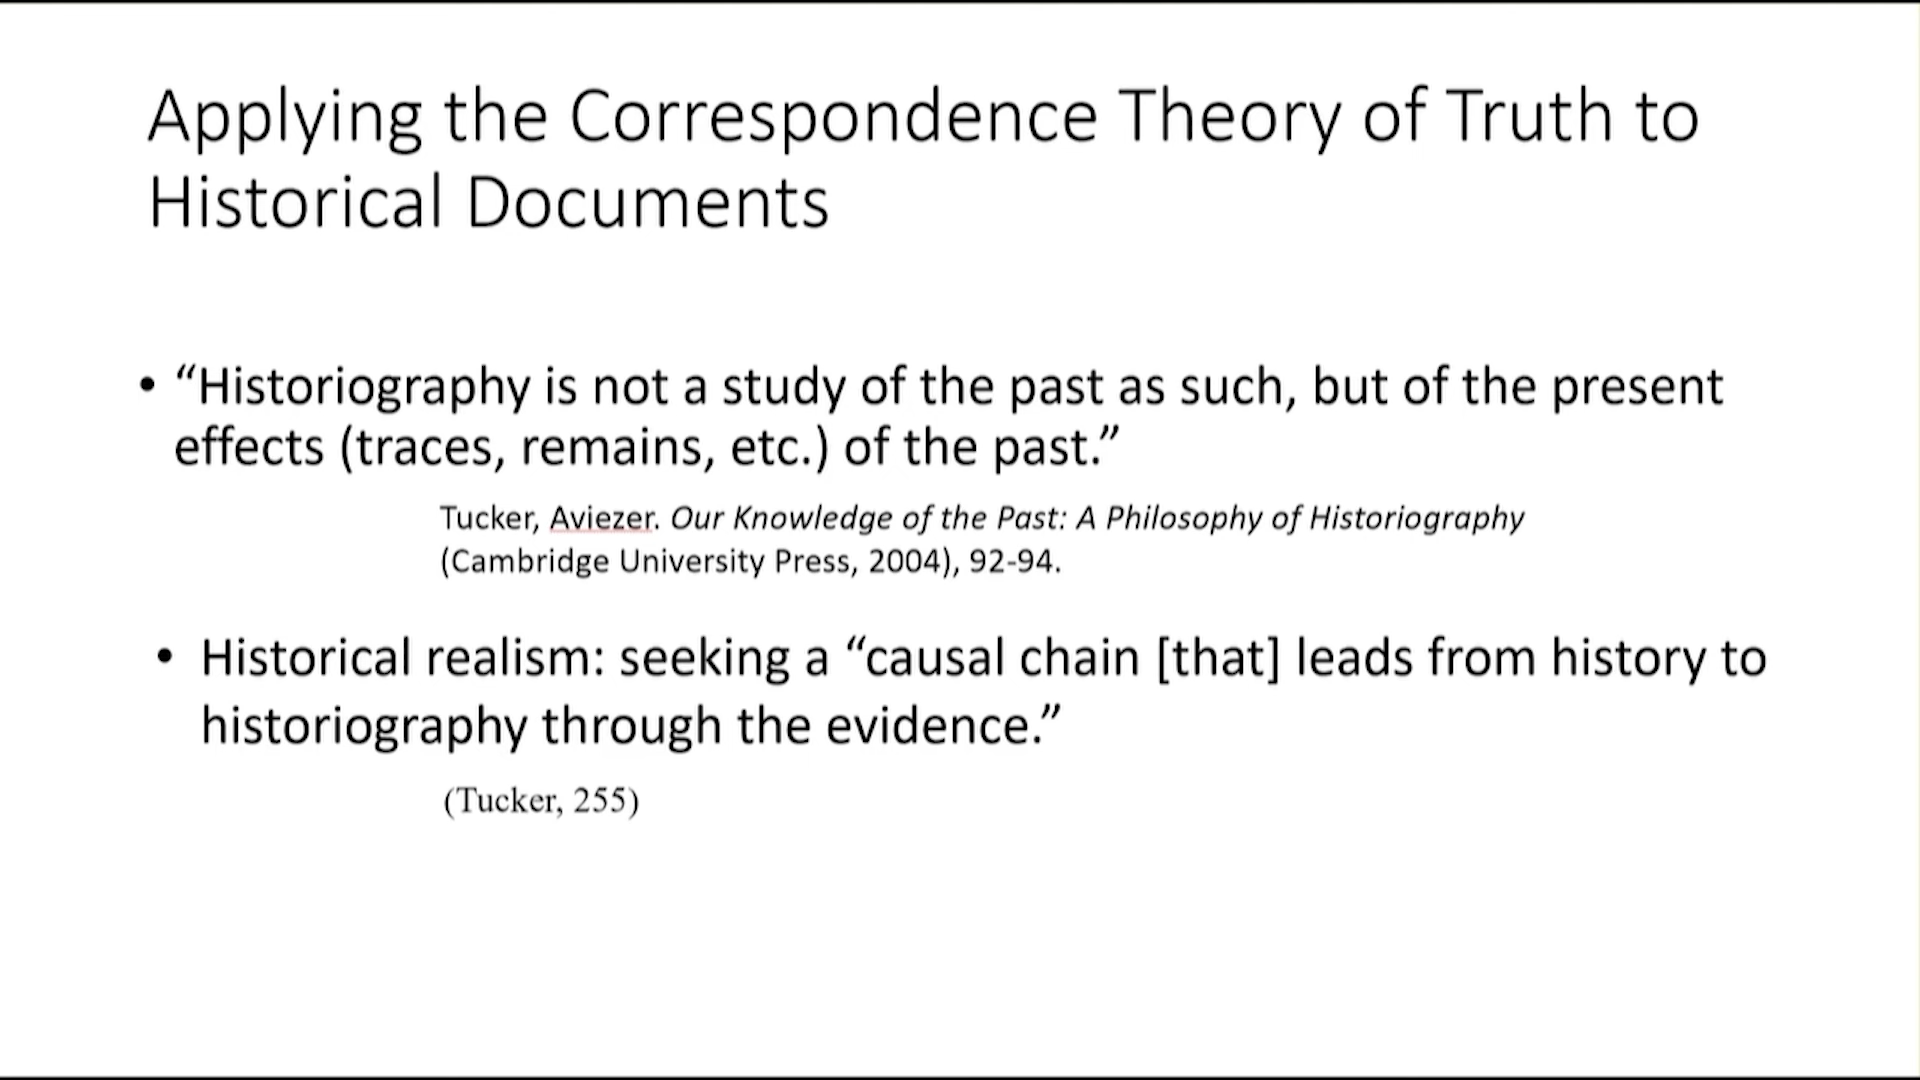 Applying the Correspondence Theory of Truth to
Historical Documents
• “Historiography is not a study of the past as such, but of the present
effects (traces, remains, etc.) of the past.”
Tucker, Aviezer. Our Knowledge of the Past: A Philosophy of Historiography
(Cambridge University Press, 2004), 92-94.
• Historical realism: seeking a “causal chain [that] leads from history to
historiography through the evidence.”
(Tucker, 255)